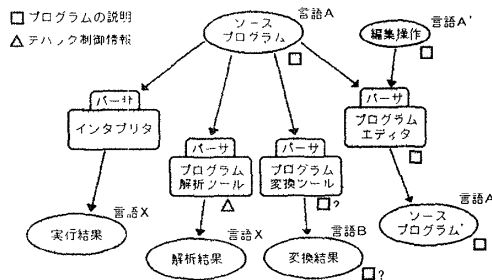 □ プログラムの説明
△ デバック制御情報
言語A
ソース
プログラム
□
言語A'
編集操作
□
パーサ
インタプリタ
パーサ
プログラム
解析ツール
△
パーサ
プログラム
変換ツール
□?
パーサ
プログラム
エディタ
□
言語X
実行結果
言語X
解析結果
言語B
変換結果
□?
言語A
ソース
プログラム'
□